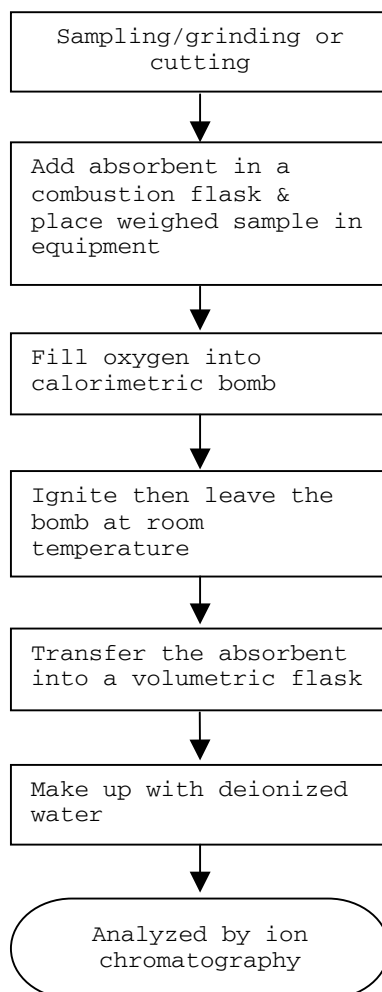 Sampling/grinding or
cutting
Add absorbent in a
combustion flask &
place weighed sample in
equipment
Fill oxygen into
calorimetric bomb
Ignite then leave the
bomb at room
temperature
Transfer the absorbent
into a volumetric flask
Make up with deionized
water
Analyzed by ion
chromatography